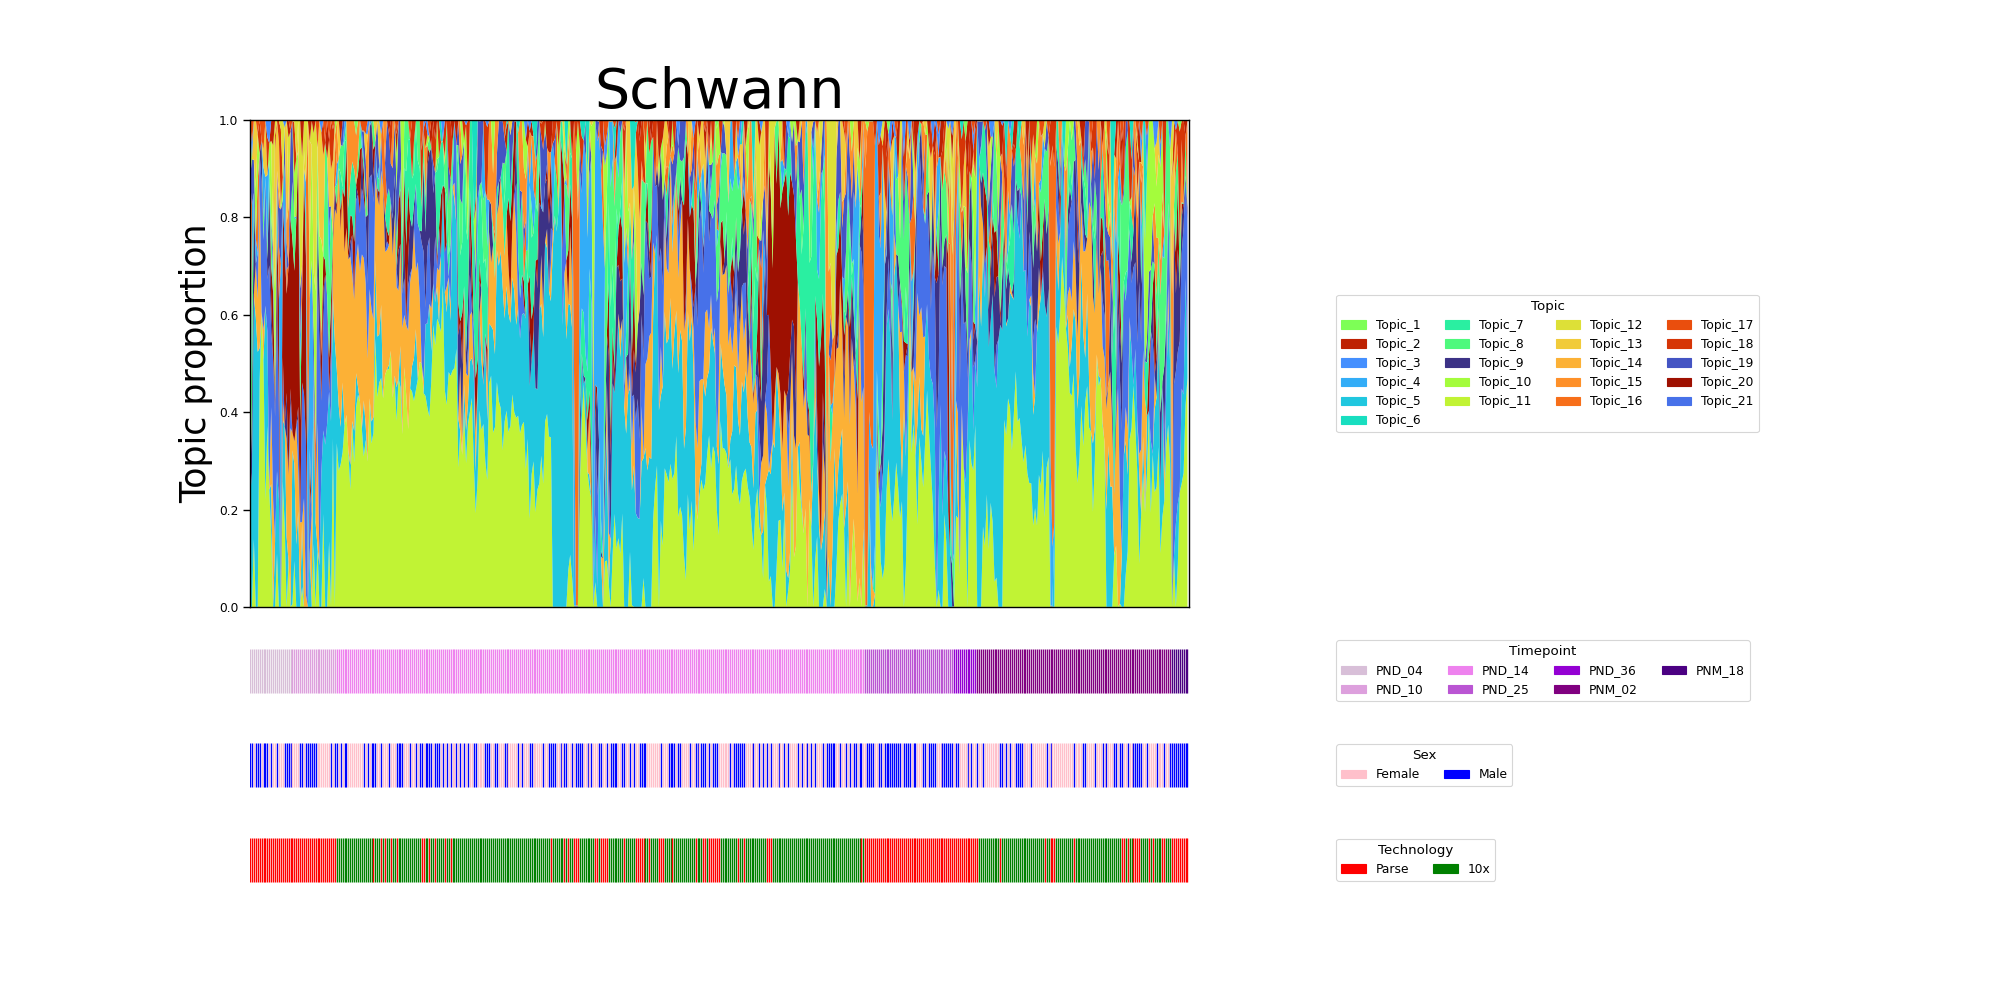 Schwann
Topic proportion
1.0
0.8
0.6
0.4
0.2
0.0
Topic
Topic_1 Topic_7 Topic_12 Topic_17
Topic_2 Topic_8 Topic_13 Topic_18
Topic_3 Topic_9 Topic_14 Topic_19
Topic_4 Topic_10 Topic_15 Topic_20
Topic_5 Topic_11 Topic_16 Topic_21
Topic_6
Timepoint
PND_04 PND_14 PND_36 PNM_18
PND_10 PND_25 PNM_02
Sex
Female Male
Technology
Parse 10x